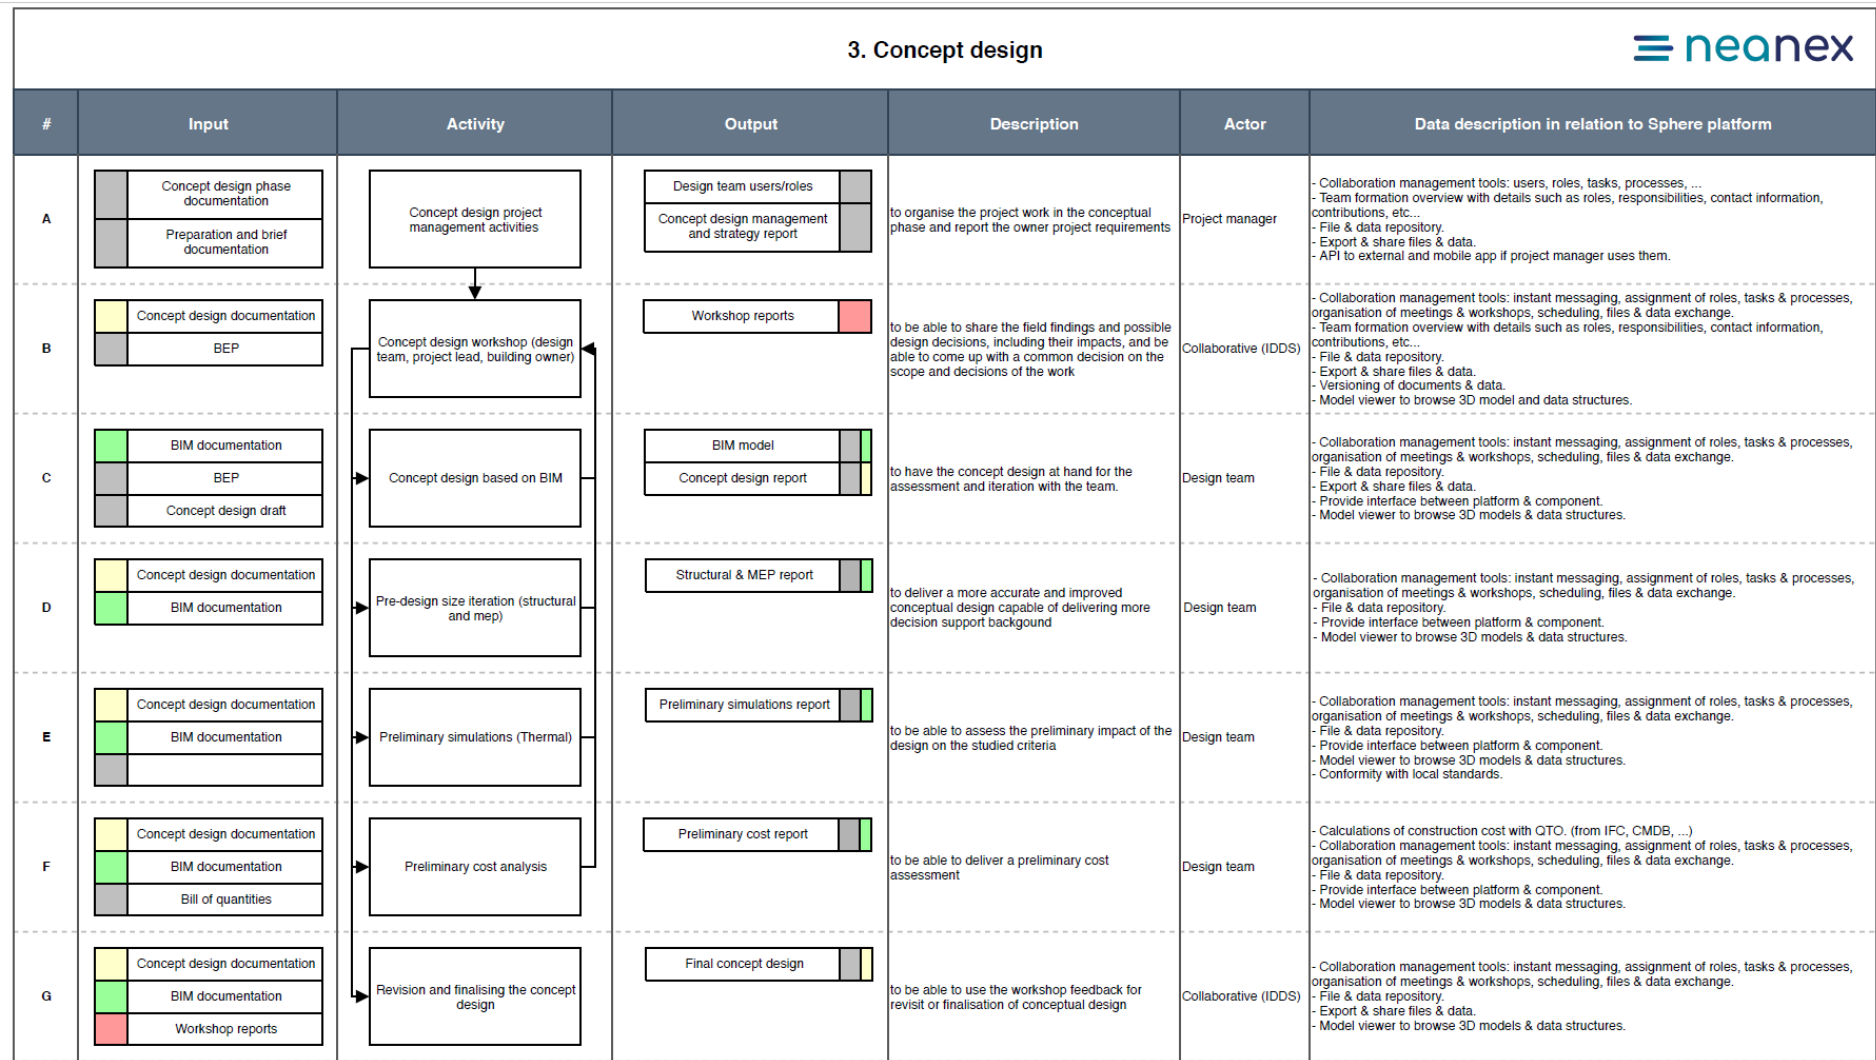 3. Concept design
neanex
#
Input
Activity
Output
Description
Actor
Data description in relation to Sphere platform
A
Concept design phase
documentation
Preparation and brief
documentation
Concept design project
management activities
Design team users/roles
Concept design management
and strategy report
to organise the project work in the conceptual
phase and report the owner project requirements
Project manager
- Collaboration management tools: users, roles, tasks, processes, ...
- Team formation overview with details such as roles, responsibilities, contact information,
contributions, etc...
- File & data repository.
- Export & share files & data.
- API to external and mobile app if project manager uses them.
B
Concept design documentation
BEP
Concept design workshop (design
team, project lead, building owner)
Workshop reports
to be able to share the field findings and possible
design decisions, including their impacts, and be
able to come up with a common decision on the
scope and decisions of the work
Collaborative (IDDS)
- Collaboration management tools: instant messaging, assignment of roles, tasks & processes,
organisation of meetings & workshops, scheduling, files & data exchange.
- Team formation overview with details such as roles, responsibilities, contact information,
contributions, etc...
- File & data repository.
- Export & share files & data.
- Versioning of documents & data.
- Model viewer to browse 3D model and data structures.
C
BIM documentation
BEP
Concept design draft
Concept design based on BIM
BIM model
Concept design report
to have the concept design at hand for the
assessment and iteration with the team.
Design team
- Collaboration management tools: instant messaging, assignment of roles, tasks & processes,
organisation of meetings & workshops, scheduling, files & data exchange.
- File & data repository.
- Export & share files & data.
- Provide interface between platform & component.
- Model viewer to browse 3D models & data structures.
D
Concept design documentation
BIM documentation
Pre-design size iteration (structural
and mep)
Structural & MEP report
to deliver a more accurate and improved
conceptual design capable of delivering more
decision support backgound
Design team
- Collaboration management tools: instant messaging, assignment of roles, tasks & processes,
organisation of meetings & workshops, scheduling, files & data exchange.
- File & data repository.
- Provide interface between platform & component.
- Model viewer to browse 3D models & data structures.
E
Concept design documentation
BIM documentation
Preliminary simulations (Thermal)
Preliminary simulations report
to be able to assess the preliminary impact of the
design on the studied criteria
Design team
- Collaboration management tools: instant messaging, assignment of roles, tasks & processes,
organisation of meetings & workshops, scheduling, files & data exchange.
- File & data repository.
- Provide interface between platform & component.
- Model viewer to browse 3D models & data structures.
- Conformity with local standards.
F
Concept design documentation
BIM documentation
Bill of quantities
Preliminary cost analysis
Preliminary cost report
to be able to deliver a preliminary cost
assessment
Design team
- Calculations of construction cost with QTO. (from IFC, CMDB, ...)
- Collaboration management tools: instant messaging, assignment of roles, tasks & processes,
organisation of meetings & workshops, scheduling, files & data exchange.
- File & data repository.
- Provide interface between platform & component.
- Model viewer to browse 3D models & data structures.
G
Concept design documentation
BIM documentation
Workshop reports
Revision and finalising the concept
design
Final concept design
to be able to use the workshop feedback for
revisit or finalisation of conceptual design
Collaborative (IDDS)
- Collaboration management tools: instant messaging, assignment of roles, tasks & processes,
organisation of meetings & workshops, scheduling, files & data exchange.
- File & data repository.
- Export & share files & data.
- Model viewer to browse 3D models & data structures.